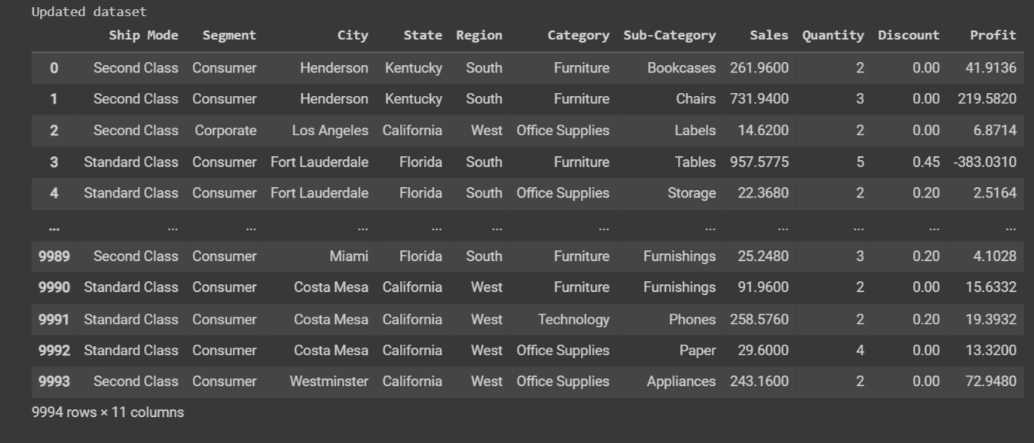 Updated dataset
Ship Mode Segment City State Region Category Sub-Category Sales Quantity Discount Profit
0 Second Class Consumer Henderson Kentucky South Furniture Bookcases 261.9600 2 0.00 41.9136
1 Second Class Consumer Henderson Kentucky South Furniture Chairs 731.9400 3 0.00 219.5820
2 Second Class Corporate Los Angeles California West Office Supplies Labels 14.6200 2 0.00 6.8714
3 Standard Class Consumer Fort Lauderdale Florida South Furniture Tables 957.5775 5 0.45 -383.0310
4 Standard Class Consumer Fort Lauderdale Florida South Office Supplies Storage 22.3680 2 0.20 2.5164
... ... ... ... ... ... ... ... ... ... ... ...
9989 Second Class Consumer Miami Florida South Furniture Furnishings 25.2480 3 0.20 4.1028
9990 Standard Class Consumer Costa Mesa California West Furniture Furnishings 91.9600 2 0.00 15.6332
9991 Standard Class Consumer Costa Mesa California West Technology Phones 258.5760 2 0.20 19.3932
9992 Standard Class Consumer Costa Mesa California West Office Supplies Paper 29.6000 4 0.00 13.3200
9993 Second Class Consumer Westminster California West Office Supplies Appliances 243.1600 2 0.00 72.9480
9994 rows × 11 columns